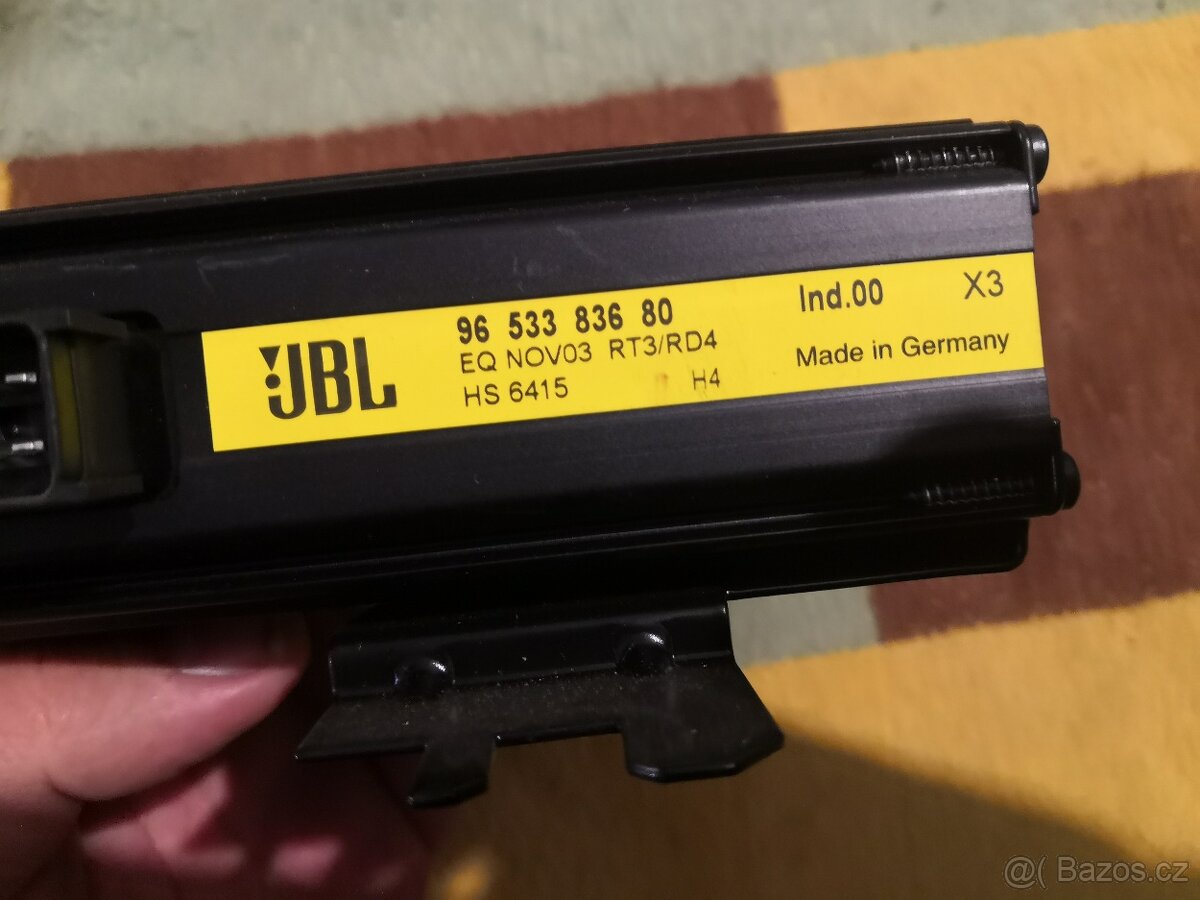 JBL
96 533 836 80
EQ NOV03 RT3/RD4
HS 6415
H4
Ind.00
X3
Made in Germany
@( Bazos.cz